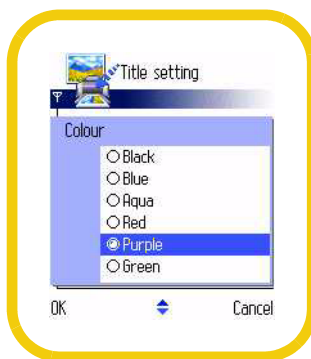 Title setting
Colour
Black
Blue
Aqua
Red
Purple
Green
OK Cancel